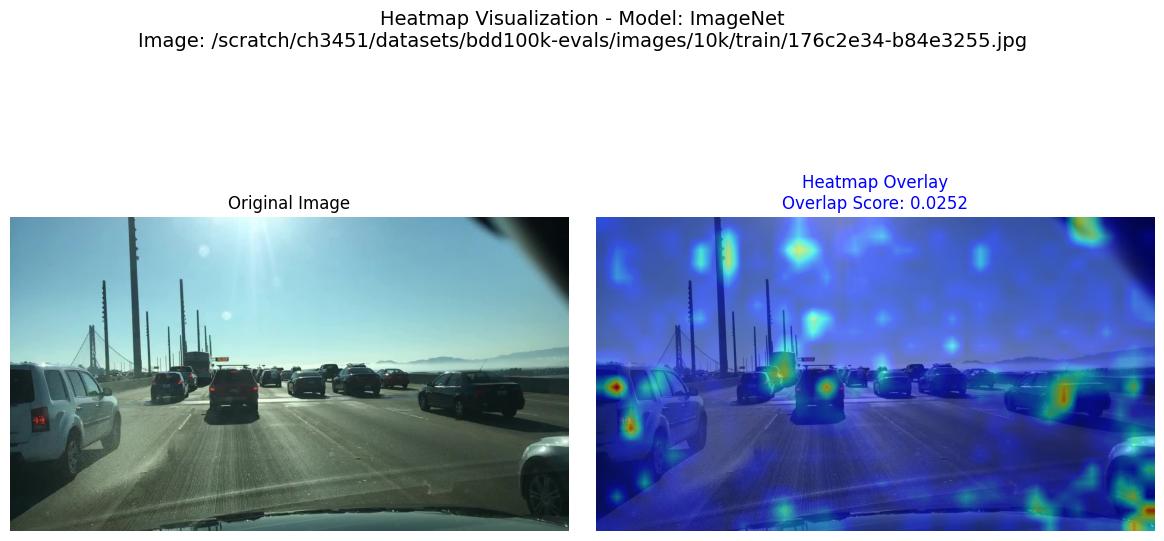 Heatmap Visualization - Model: ImageNet
Image: /scratch/ch3451/datasets/bdd100k-evals/images/10k/train/176c2e34-b84e3255.jpg
Original Image
Heatmap Overlay
Overlap Score: 0.0252